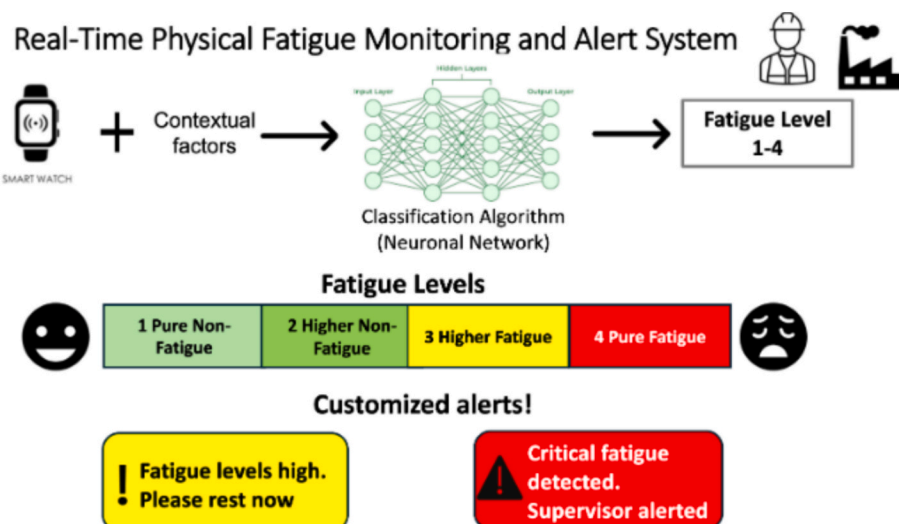 Real-Time Physical Fatigue Monitoring and Alert System
Hidden Layers
Input Layer
Output Layer
Contextual
factors
SMART WATCH
Fatigue Level
1-4
Classification Algorithm
(Neuronal Network)
Fatigue Levels
1 Pure Non-
Fatigue
2 Higher Non-
Fatigue
3 Higher Fatigue
4 Pure Fatigue
Customized alerts!
! Fatigue levels high.
Please rest now
! Critical fatigue
detected.
Supervisor alerted